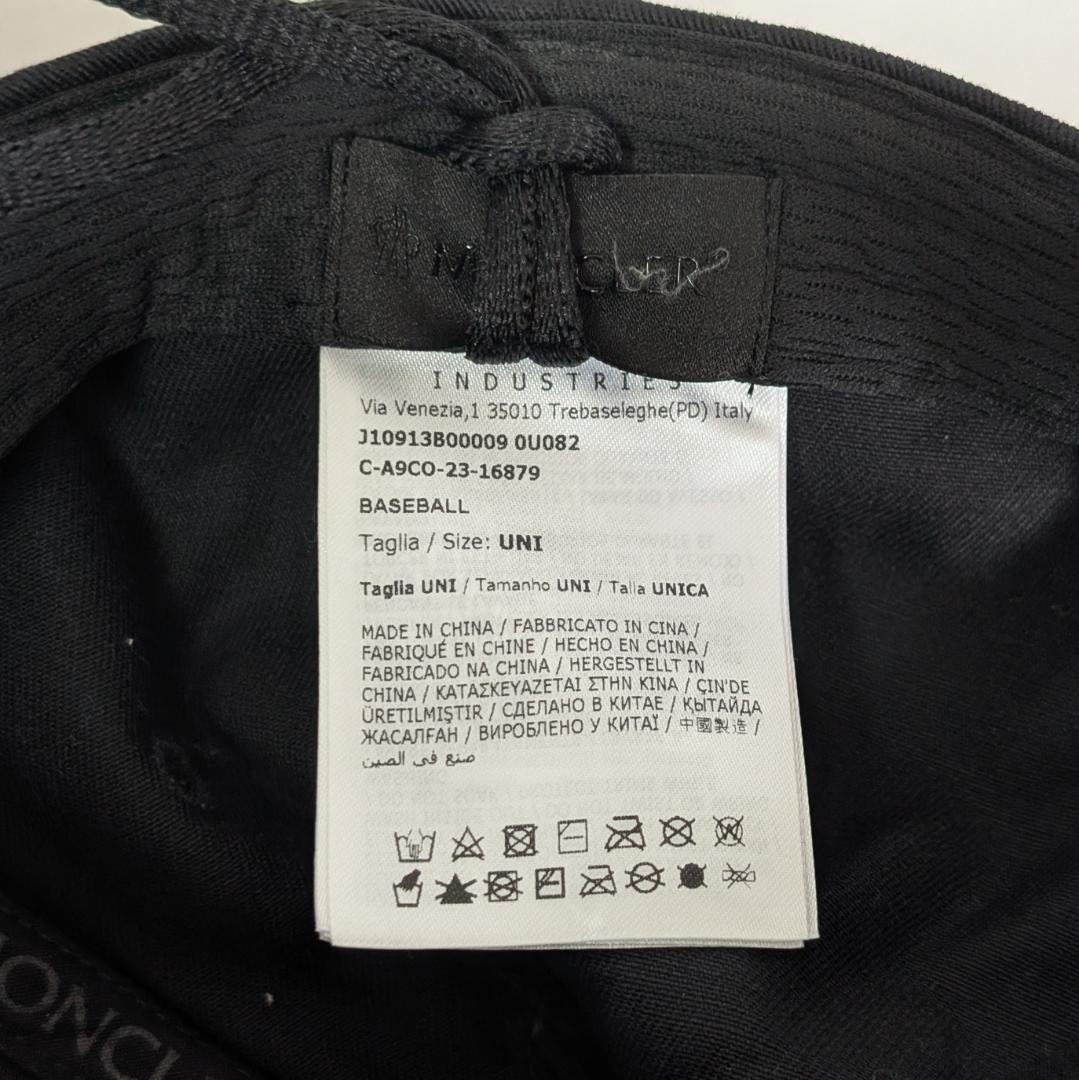 INDUSTRIES
Via Venezia,1 35010 Trebaseleghe(PD) Italy
J10913B00009 0U082
C-A9CO-23-16879
BASEBALL
Taglia / Size: UNI
Taglia UNI / Tamanho UNI / Talla UNICA
MADE IN CHINA / FABBRICATO IN CINA /
FABRIQUÉ EN CHINE / HECHO EN CHINA /
FABRICADO NA CHINA / HERGESTELLT IN
CHINA / ΚΑΤΑΣΚΕΥΑΖΕΤΑΙ ΣΤΗΝ ΚΙΝΑ / ÇIN'DE
ÜRETILMIŞTIR / СДЕЛАНО В КИТАЕ / ҚЫТАЙДА
ЖАСАЛҒАН / ВИРОБЛЕНО У КИТАЇ / 中國製造 /
صنع في الصين